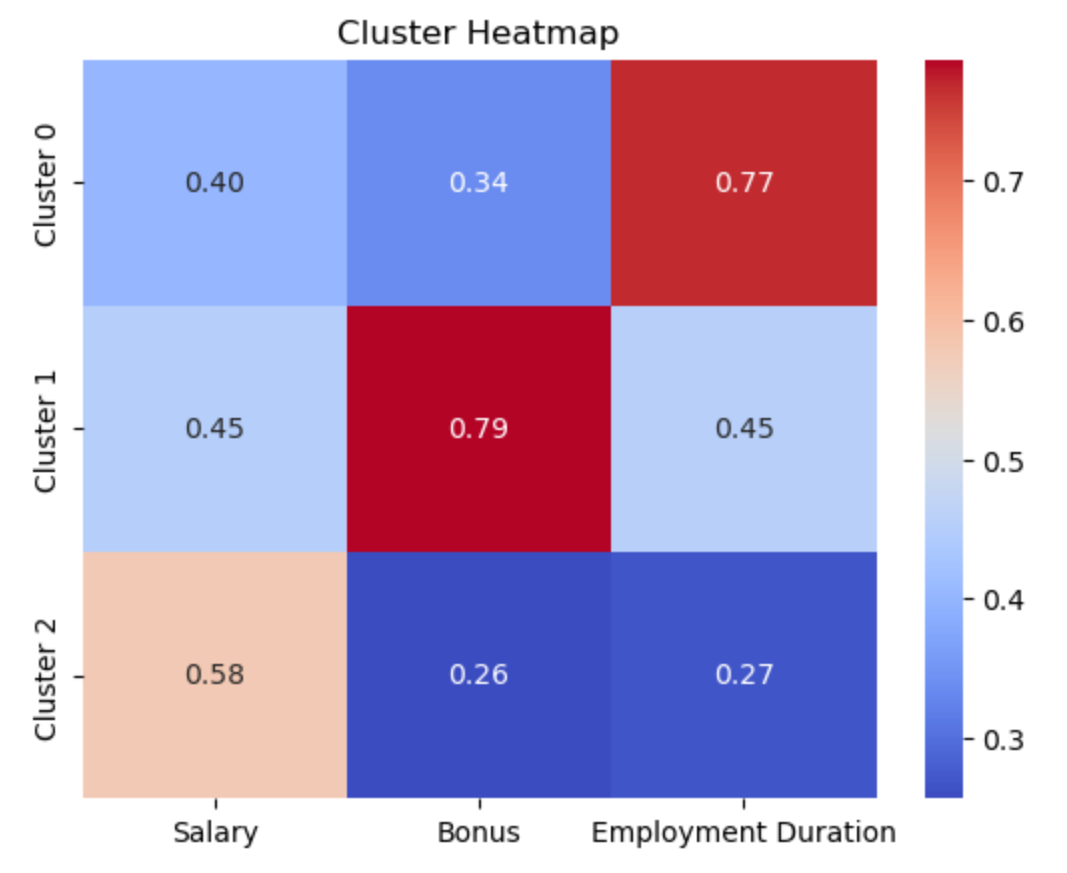 Cluster Heatmap
Cluster 0
0.40 0.34 0.77
0.7
0.6
Cluster 1
0.45 0.79 0.45
0.5
0.4
Cluster 2
0.58 0.26 0.27
0.3
Salary Bonus Employment Duration